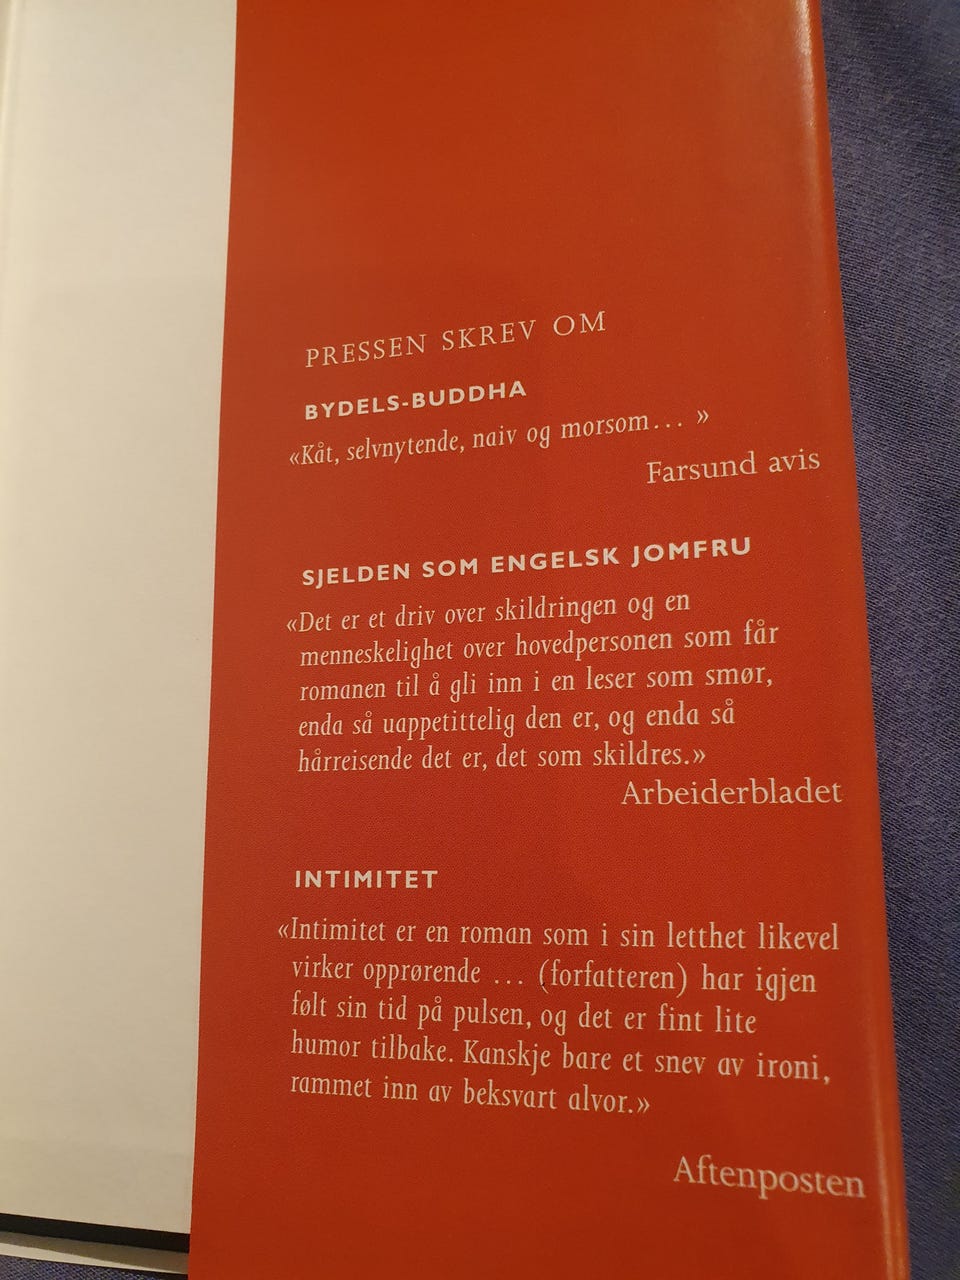 PRESSEN SKREV OM
BYDELS-BUDDHA
«Kåt, selvnytende, naiv og morsom... »
Farsund avis
SJELDEN SOM ENGELSK JOMFRU
«Det er et driv over skildringen og en
menneskelighet over hovedpersonen som får
romanen til å gli inn i en leser som smør,
enda så uappetittelig den er, og enda så
hårreisende det er, det som skildres.»
Arbeiderbladet
INTIMITET
«Intimitet er en roman som i sin letthet likevel
virker opprørende ... (forfatteren) har igjen
følt sin tid på pulsen, og det er fint lite
humor tilbake. Kanskje bare et snev av ironi,
rammet inn av beksvart alvor.»
Aftenposten